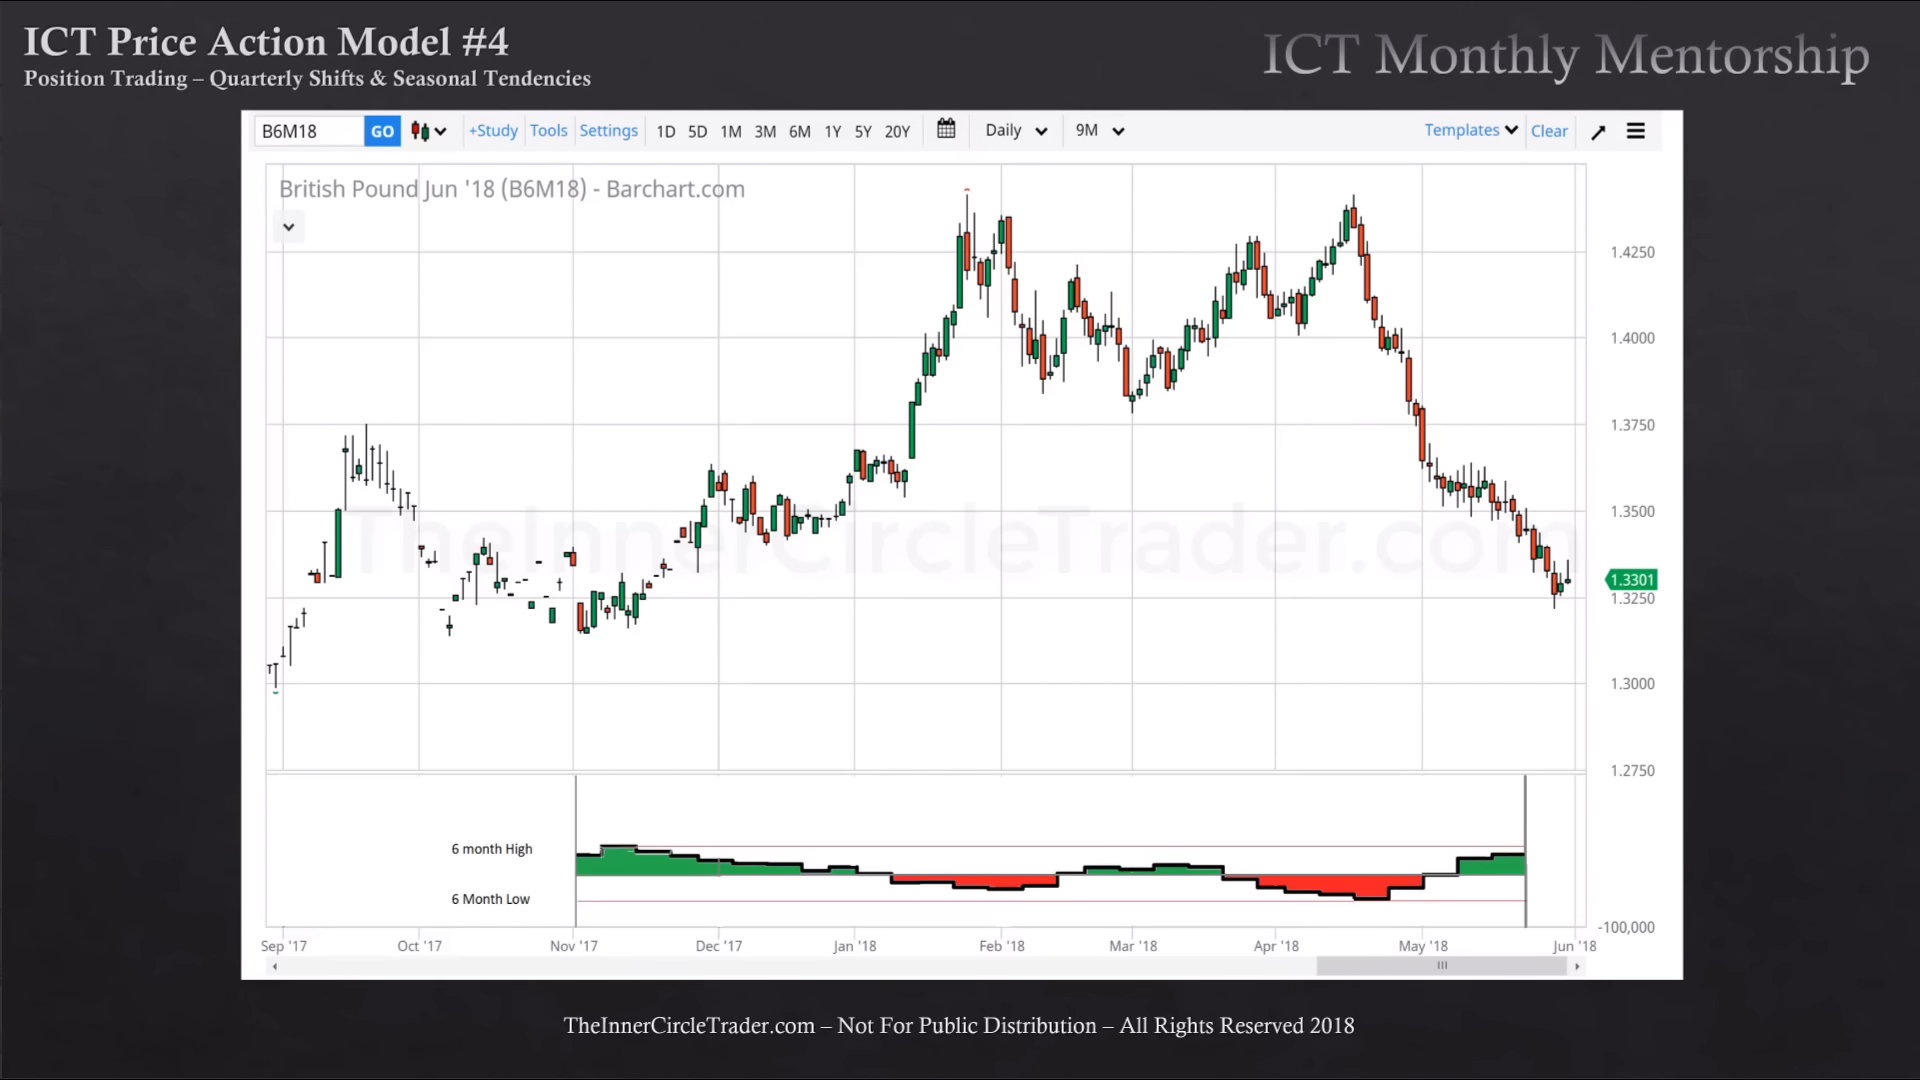 ICT Price Action Model #4
ICT Monthly Mentorship
Position Trading – Quarterly Shifts & Seasonal Tendencies
B6M18 GO +Study Tools Settings 1D 5D 1M 3M 6M 1Y 5Y 20Y Daily 9M Templates Clear
British Pound Jun '18 (B6M18) - Barchart.com
1.4250
1.4000
1.3750
1.3500
TheInnerCircleTrader.com
1.3301
1.3250
1.3000
1.2750
6 month High
6 Month Low
-100,000
Sep '17 Oct '17 Nov '17 Dec '17 Jan '18 Feb '18 Mar '18 Apr '18 May '18 Jun '18
TheInnerCircleTrader.com – Not For Public Distribution – All Rights Reserved 2018